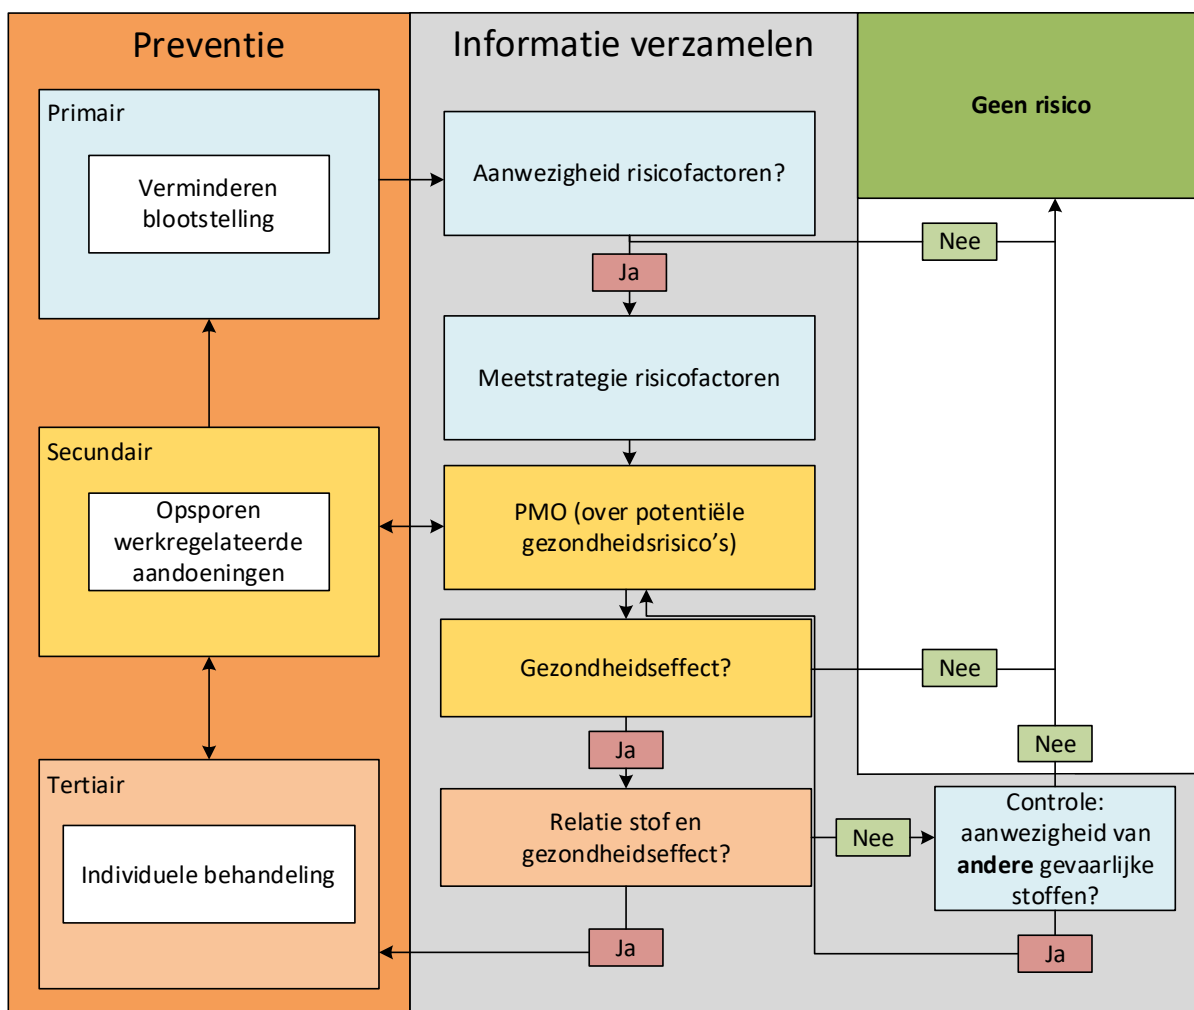 Preventie
Primair
Verminderen
blootstelling
Secundair
Opsporen
werkregelateerde
aandoeningen
Tertiair
Individuele behandeling
Informatie verzamelen
Aanwezigheid risicofactoren?
Ja
Nee
Meetstrategie risicofactoren
PMO (over potentiële
gezondheidsrisico's)
Gezondheidseffect?
Nee
Ja
Relatie stof en
gezondheidseffect?
Nee
Ja
Geen risico
Nee
Controle:
aanwezigheid van
andere gevaarlijke
stoffen?
Ja